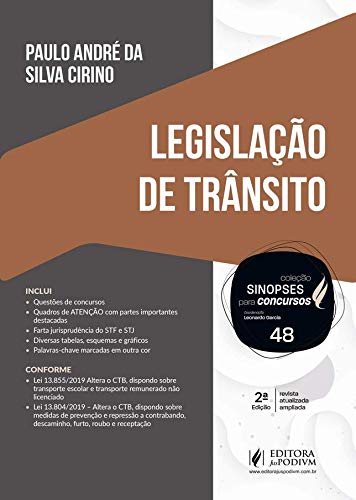 PAULO ANDRÉ DA
SILVA CIRINO
LEGISLAÇÃO
DE TRÂNSITO
INCLUI
• Questões de concursos
• Quadros de ATENÇÃO com partes importantes
destacadas
• Farta jurisprudência do STF e STJ
• Diversas tabelas, esquemas e gráficos
• Palavras-chave marcadas em outra cor
CONFORME
• Lei 13.855/2019 Altera o CTB, dispondo sobre
transporte escolar e transporte remunerado não
licenciado
• Lei 13.804/2019 – Altera o CTB, dispondo sobre
medidas de prevenção e repressão a contrabando,
descaminho, furto, roubo e receptação
coleção
SINOPSES
para concursos
Coordenação
Leonardo Garcia
48
2ª
Edição
revista
atualizada
ampliada
EDITORA
JusPODIVM
www.editorajuspodivm.com.br